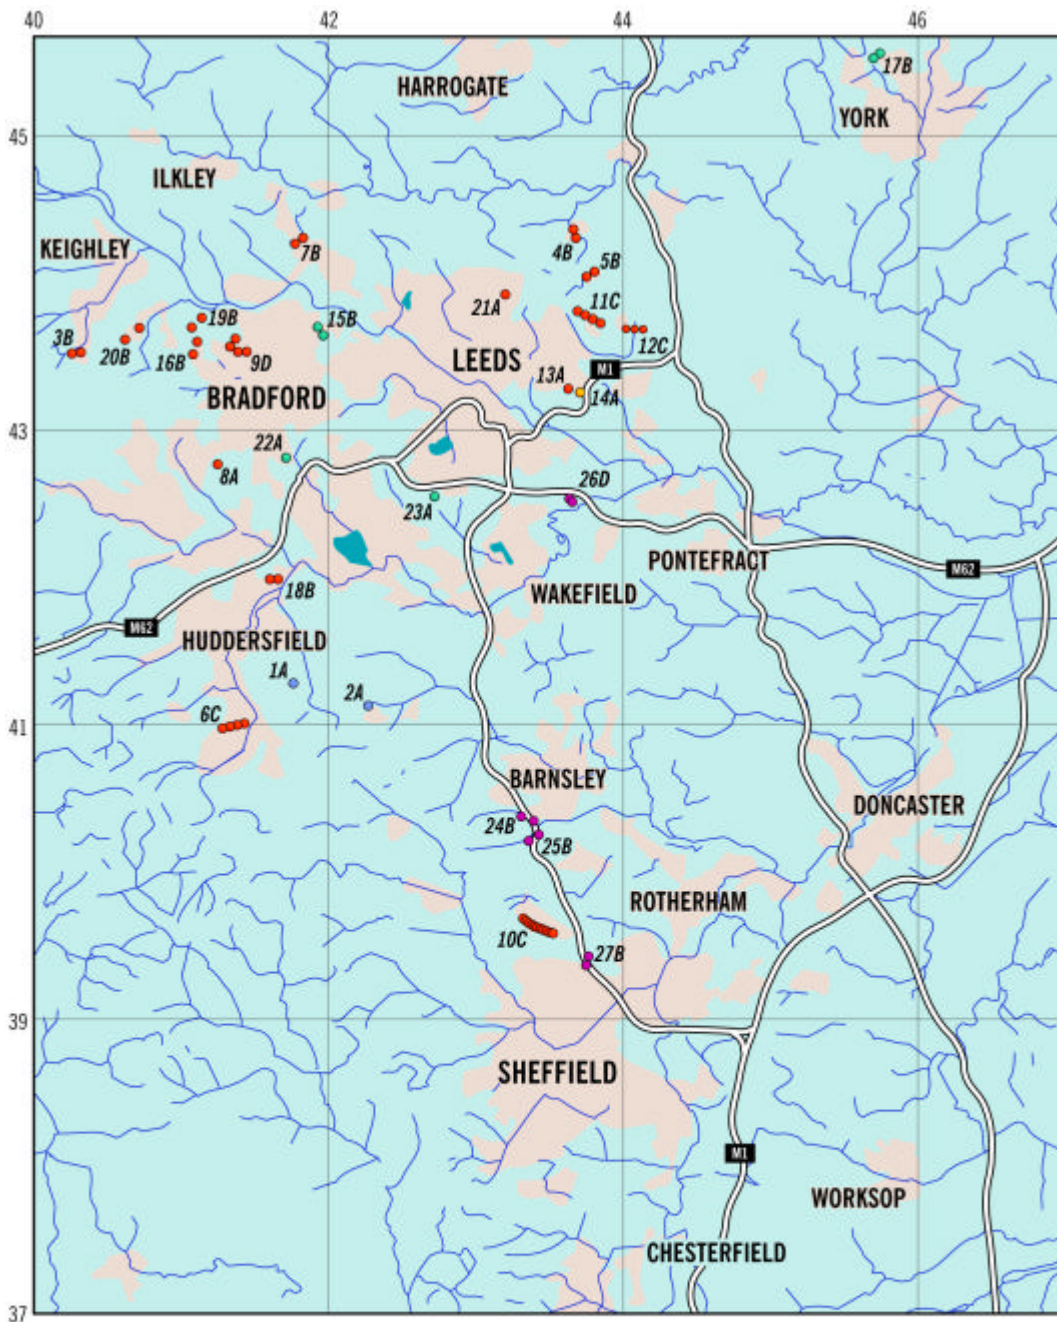 40 42 44 46
17B
HARROGATE
YORK
45
ILKLEY
KEIGHLEY
7B
4B
5B
21A
11C
19B
15B
3B
20B
16B
9D
12C
LEEDS
M1
13A
14A
BRADFORD
43
22A
8A
26D
23A
PONTEFRACT
M62
18B
WAKEFIELD
M62
HUDDERSFIELD
1A
2A
6C
41
BARNSLEY
DONCASTER
24B
25B
ROTHERHAM
10C
27B
39
SHEFFIELD
M1
WORKSOP
CHESTERFIELD
37